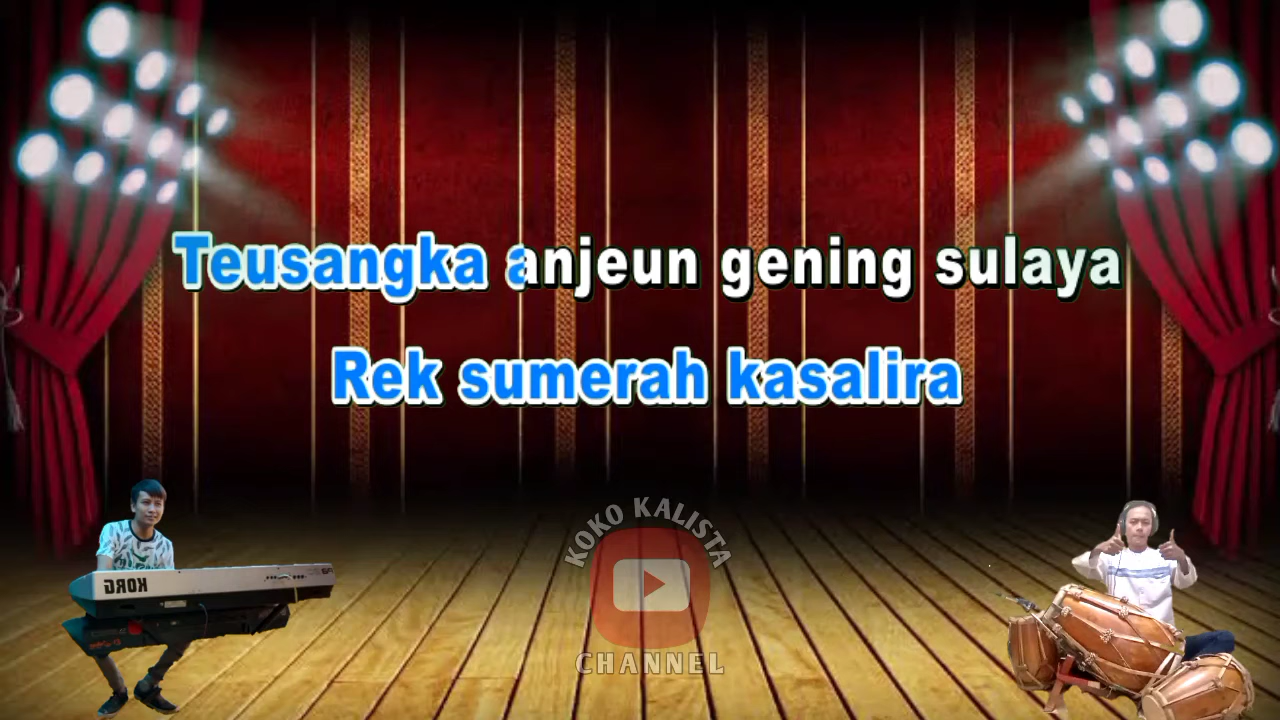 Teusangka anjeun gening sulaya
Rek sumerah kasalira
KOKO KALISTA
CHANNEL
KORG